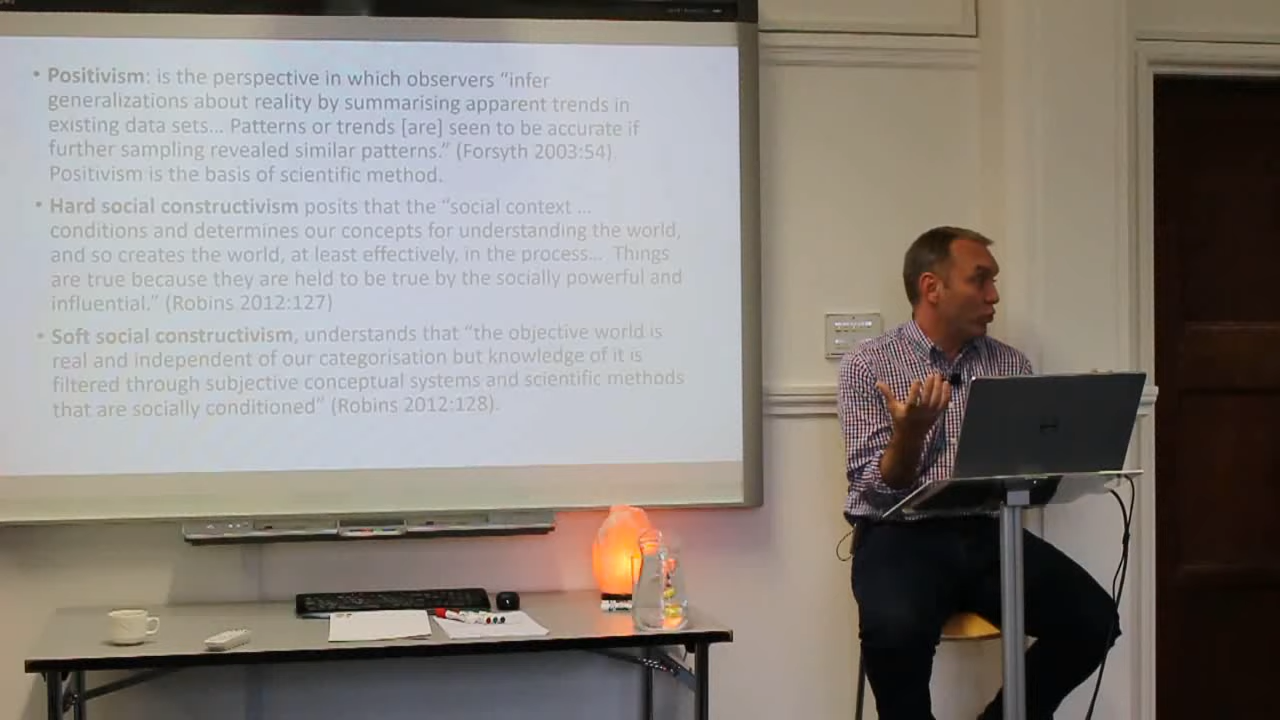 • Positivism: is the perspective in which observers “infer
generalizations about reality by summarising apparent trends in
existing data sets... Patterns or trends [are] seen to be accurate if
further sampling revealed similar patterns.” (Forsyth 2003:54)
Positivism is the basis of scientific method.
• Hard social constructivism posits that the “social context ...
conditions and determines our concepts for understanding the world,
and so creates the world, at least effectively, in the process... Things
are true because they are held to be true by the socially powerful and
influential.” (Robins 2012:127)
• Soft social constructivism, understands that “the objective world is
real and independent of our categorisation but knowledge of it is
filtered through subjective conceptual systems and scientific methods
that are socially conditioned” (Robins 2012:128).